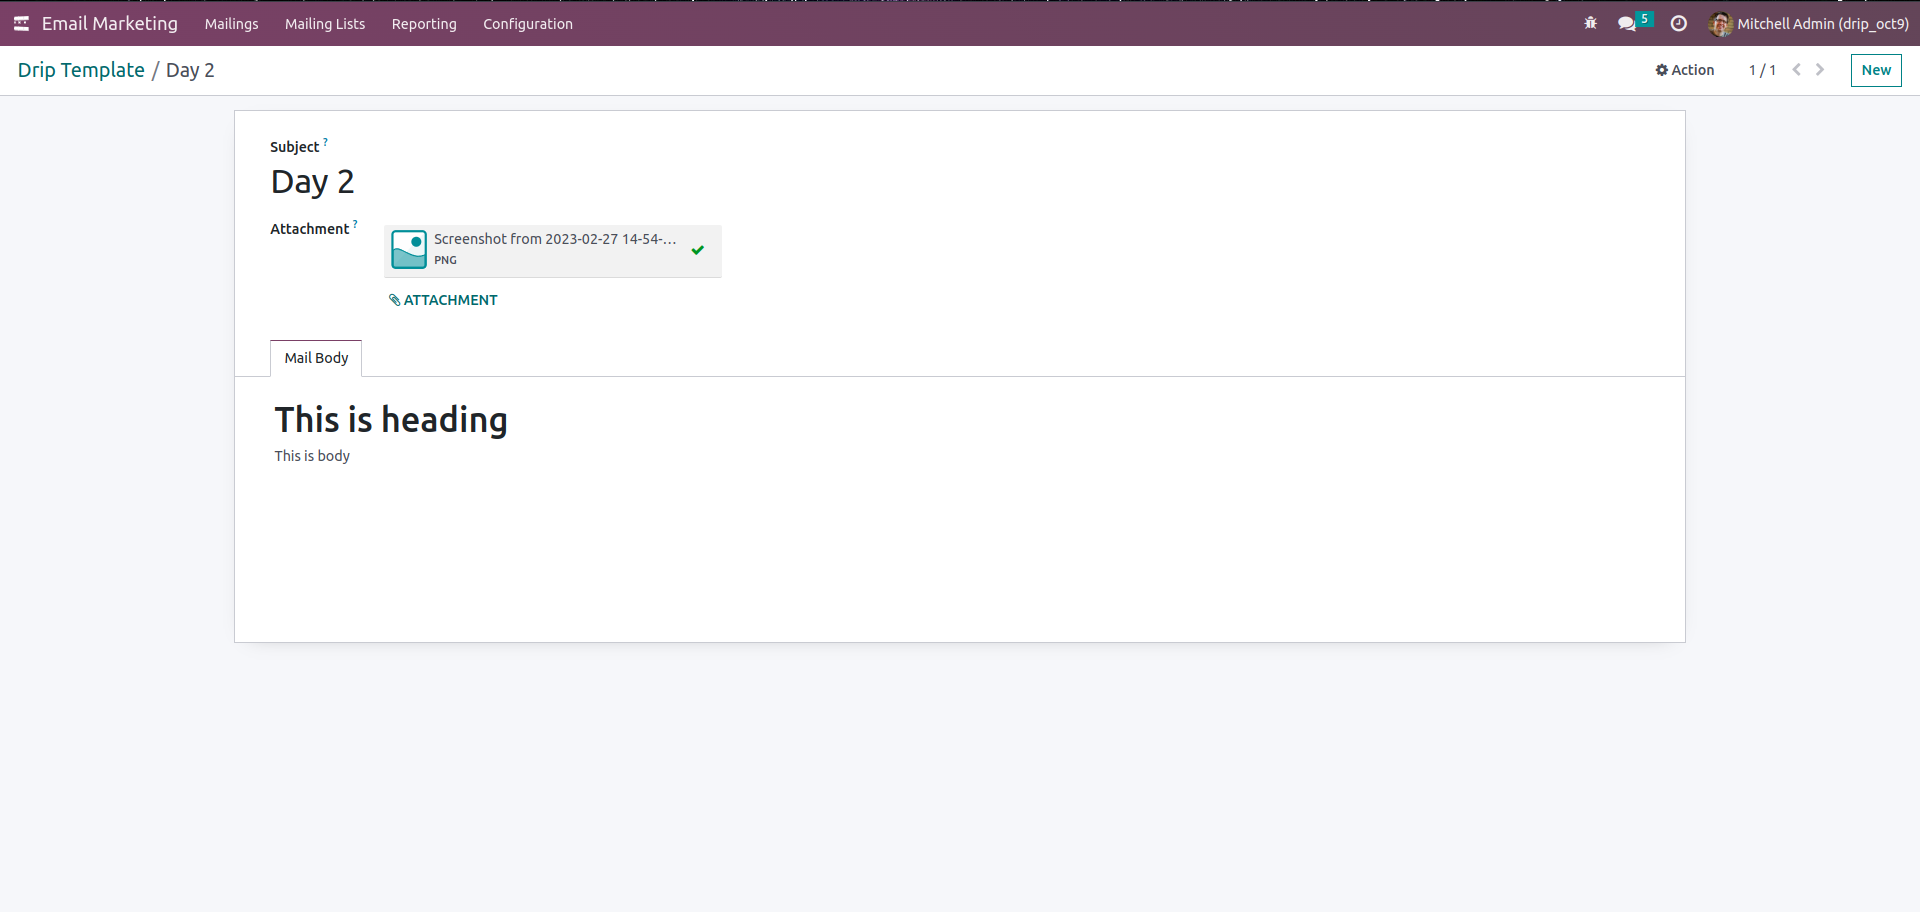 Email Marketing Mailings Mailing Lists Reporting Configuration 5 Mitchell Admin (drip_oct9)
Drip Template / Day 2 Action 1 / 1 New
Subject ?
Day 2
Attachment ?
Screenshot from 2023-02-27 14-54-...
PNG
ATTACHMENT
Mail Body
This is heading
This is body